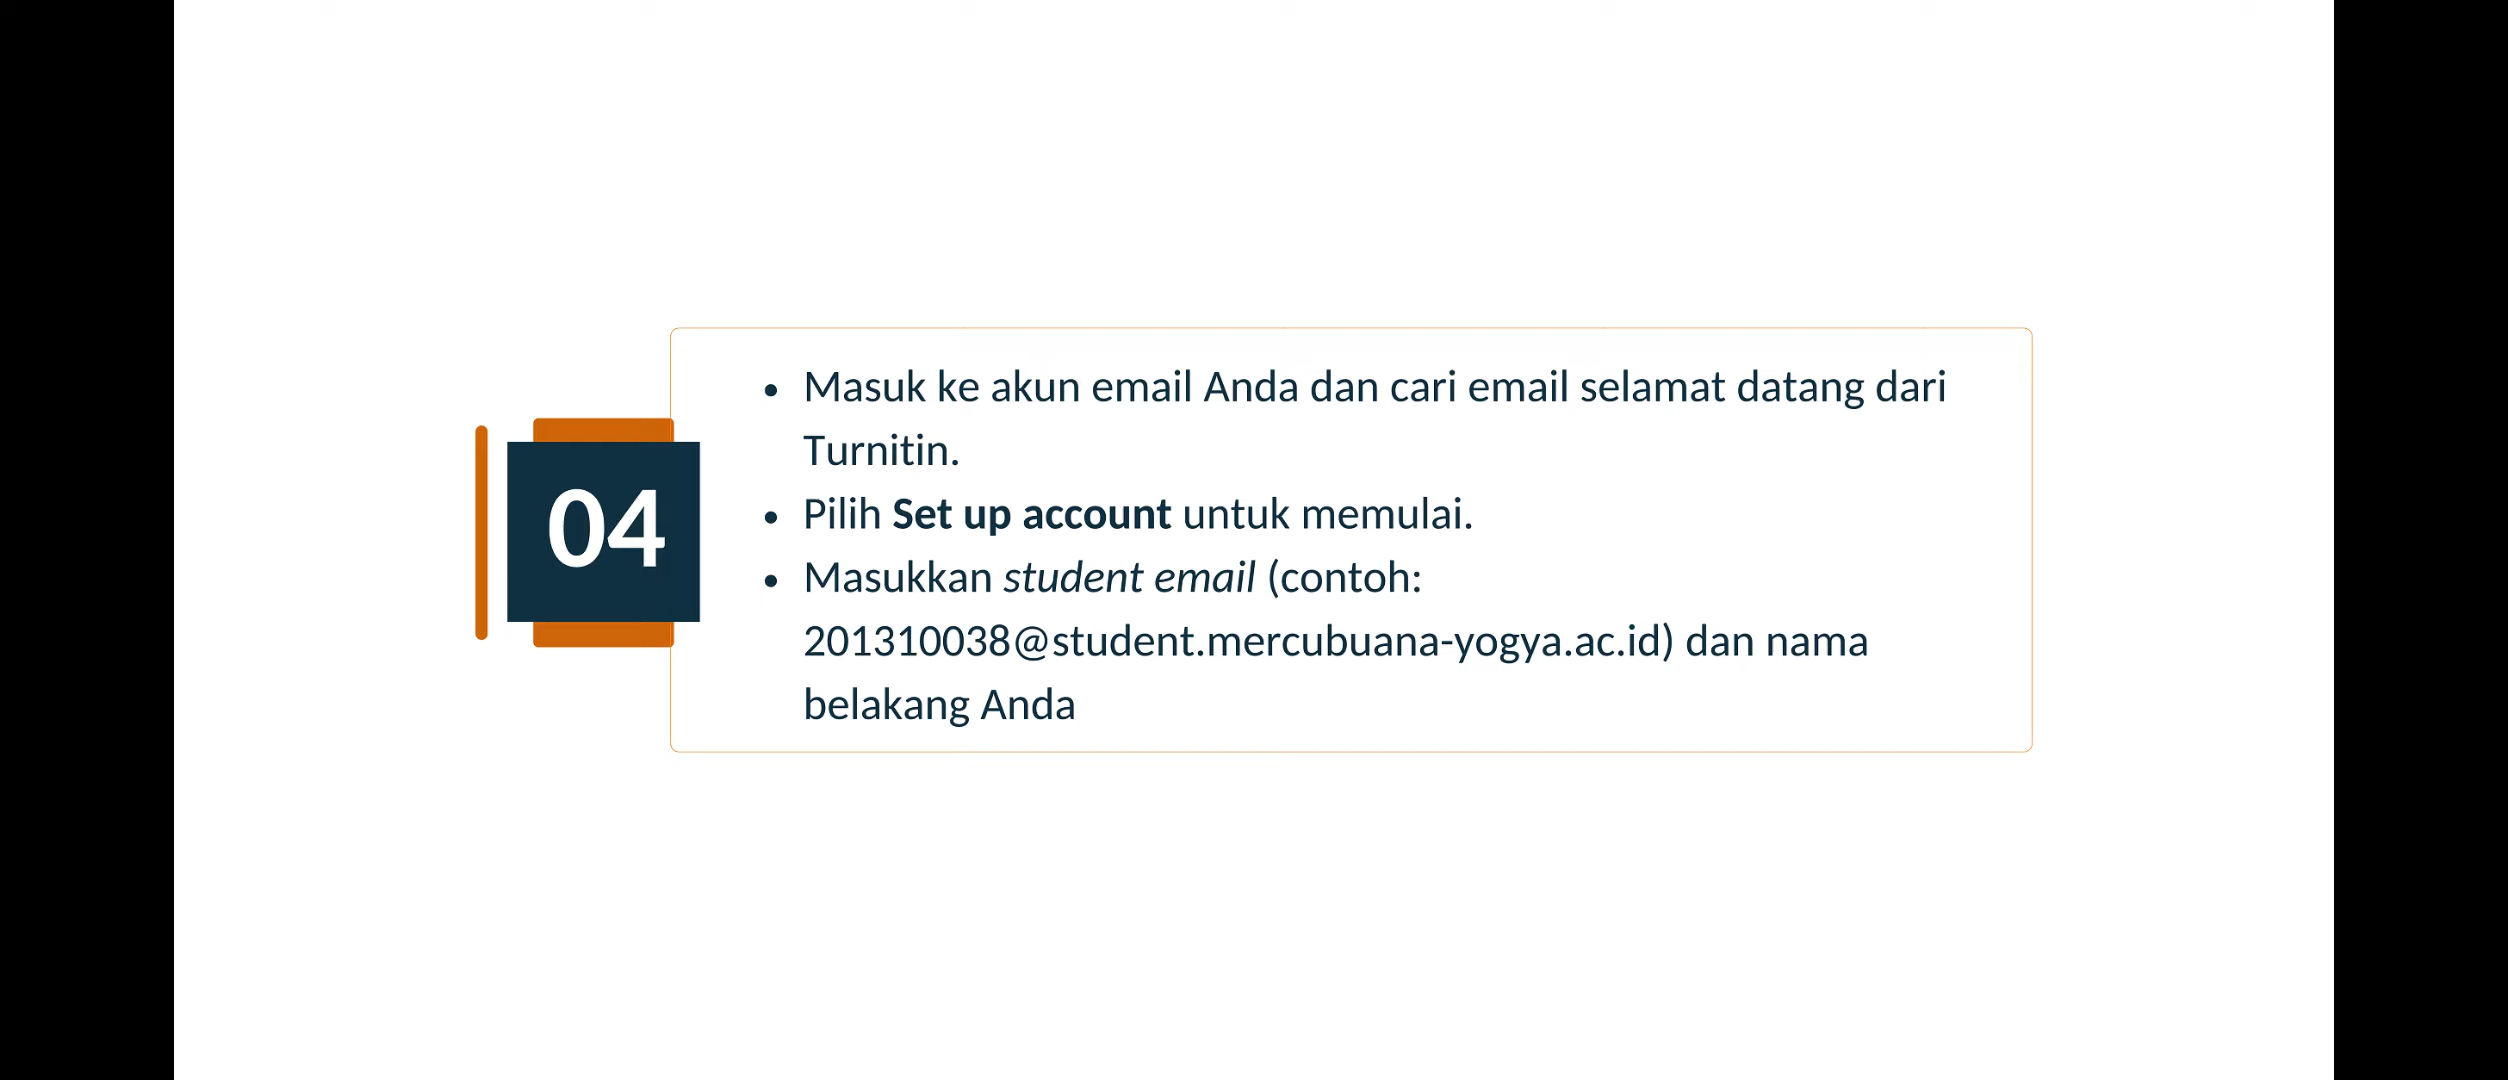 04
• Masuk ke akun email Anda dan cari email selamat datang dari
Turnitin.
• Pilih Set up account untuk memulai.
• Masukkan student email (contoh:
201310038@student.mercubuana-yogya.ac.id) dan nama
belakang Anda